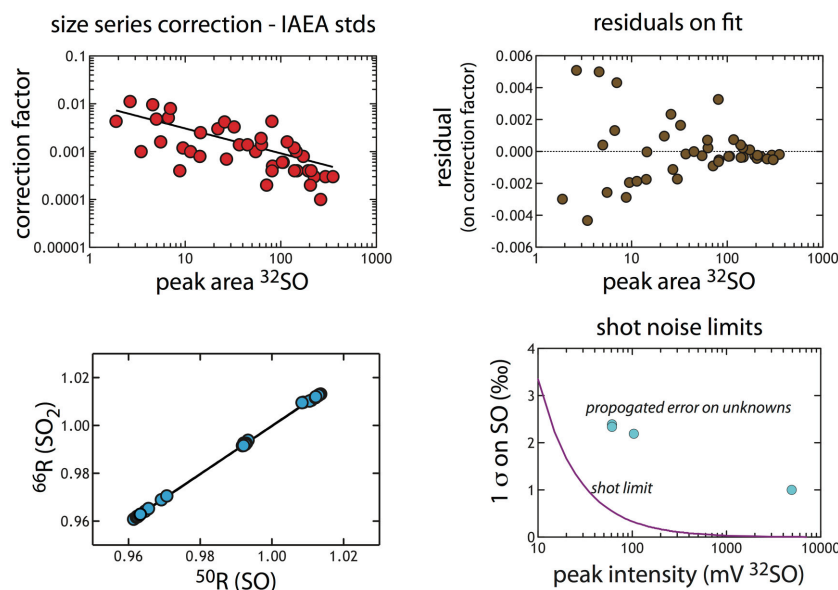 size series correction - IAEA stds
correction factor
0.1
0.01
0.001
0.0001
0.00001
1
10
100
1000
peak area ³²SO
residuals on fit
residual
(on correction factor)
0.006
0.004
0.002
0.000
-0.002
-0.004
-0.006
1
10
100
1000
peak area ³²SO
⁶⁶R (SO₂)
1.02
1.00
0.98
0.96
0.96
0.98
1.00
1.02
⁵⁰R (SO)
shot noise limits
1 σ on SO (‰)
4
3
2
1
0
propogated error on unknowns
shot limit
10
100
1000
10000
peak intensity (mV ³²SO)